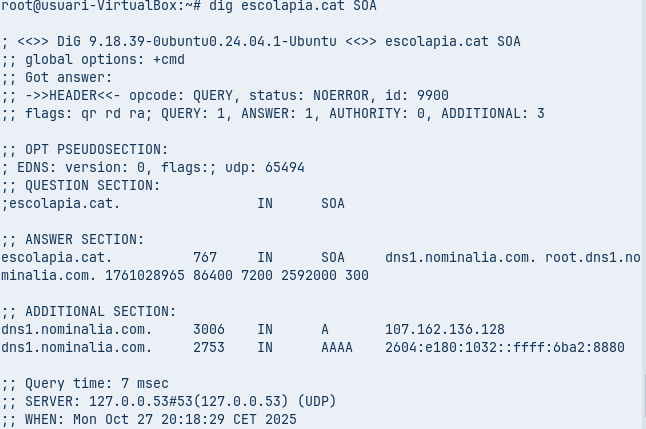 root@usuari-VirtualBox:~# dig escolapia.cat SOA
; <<>> DiG 9.18.39-0ubuntu0.24.04.1-Ubuntu <<>> escolapia.cat SOA
;; global options: +cmd
;; Got answer:
;; ->>HEADER<<- opcode: QUERY, status: NOERROR, id: 9900
;; flags: qr rd ra; QUERY: 1, ANSWER: 1, AUTHORITY: 0, ADDITIONAL: 3
;; OPT PSEUDOSECTION:
; EDNS: version: 0, flags:; udp: 65494
;; QUESTION SECTION:
;escolapia.cat. IN SOA
;; ANSWER SECTION:
escolapia.cat. 767 IN SOA dns1.nominalia.com. root.dns1.no
minalia.com. 1761028965 86400 7200 2592000 300
;; ADDITIONAL SECTION:
dns1.nominalia.com. 3006 IN A 107.162.136.128
dns1.nominalia.com. 2753 IN AAAA 2604:e180:1032::ffff:6ba2:8880
;; Query time: 7 msec
;; SERVER: 127.0.0.53#53(127.0.0.53) (UDP)
;; WHEN: Mon Oct 27 20:18:29 CET 2025